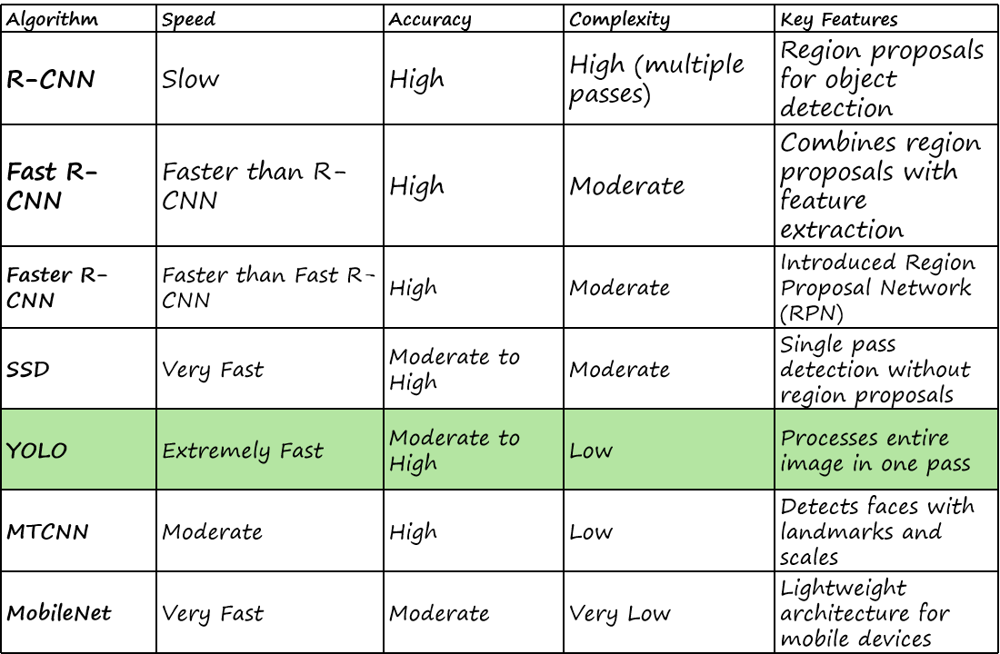 Algorithm Speed Accuracy Complexity Key Features
R-CNN Slow High High (multiple passes) Region proposals for object detection
Fast R-CNN Faster than R-CNN High Moderate Combines region proposals with feature extraction
Faster R-CNN Faster than Fast R-CNN High Moderate Introduced Region Proposal Network (RPN)
SSD Very Fast Moderate to High Moderate Single pass detection without region proposals
YOLO Extremely Fast Moderate to High Low Processes entire image in one pass
MTCNN Moderate High Low Detects faces with landmarks and scales
MobileNet Very Fast Moderate Very Low Lightweight architecture for mobile devices